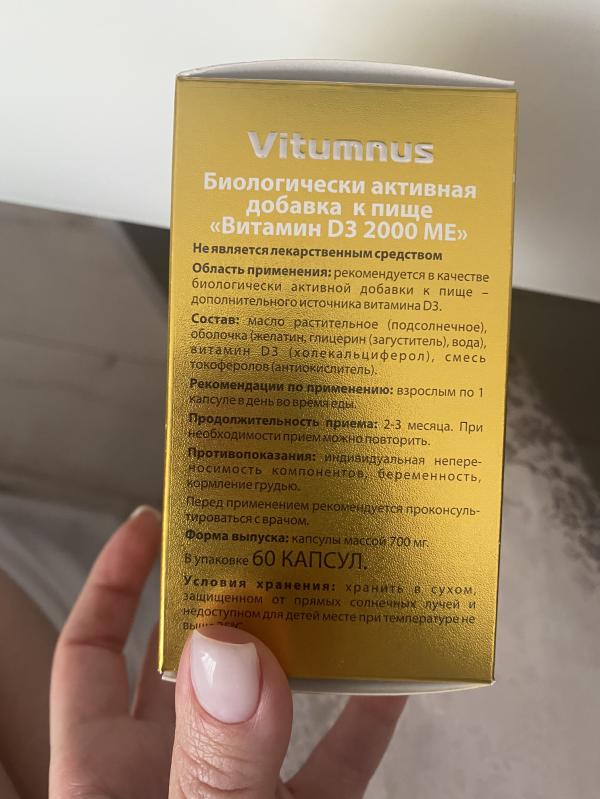 Vitumnus
Биологически активная
добавка к пище
«Витамин D3 2000 МЕ»
Не является лекарственным средством
Область применения: рекомендуется в качестве
биологически активной добавки к пище –
дополнительного источника витамина D3.
Состав: масло растительное (подсолнечное),
оболочка (желатин, глицерин (загуститель), вода),
витамин D3 (холекальциферол), смесь
токоферолов (антиокислитель).
Рекомендации по применению: взрослым по 1
капсуле в день во время еды.
Продолжительность приема: 2-3 месяца. При
необходимости прием можно повторить.
Противопоказания: индивидуальная непере-
носимость компонентов, беременность,
кормление грудью.
Перед применением рекомендуется проконсуль-
тироваться с врачом.
Форма выпуска: капсулы массой 700 мг.
В упаковке 60 КАПСУЛ.
Условия хранения: хранить в сухом,
защищенном от прямых солнечных лучей и
недоступном для детей месте при температуре не